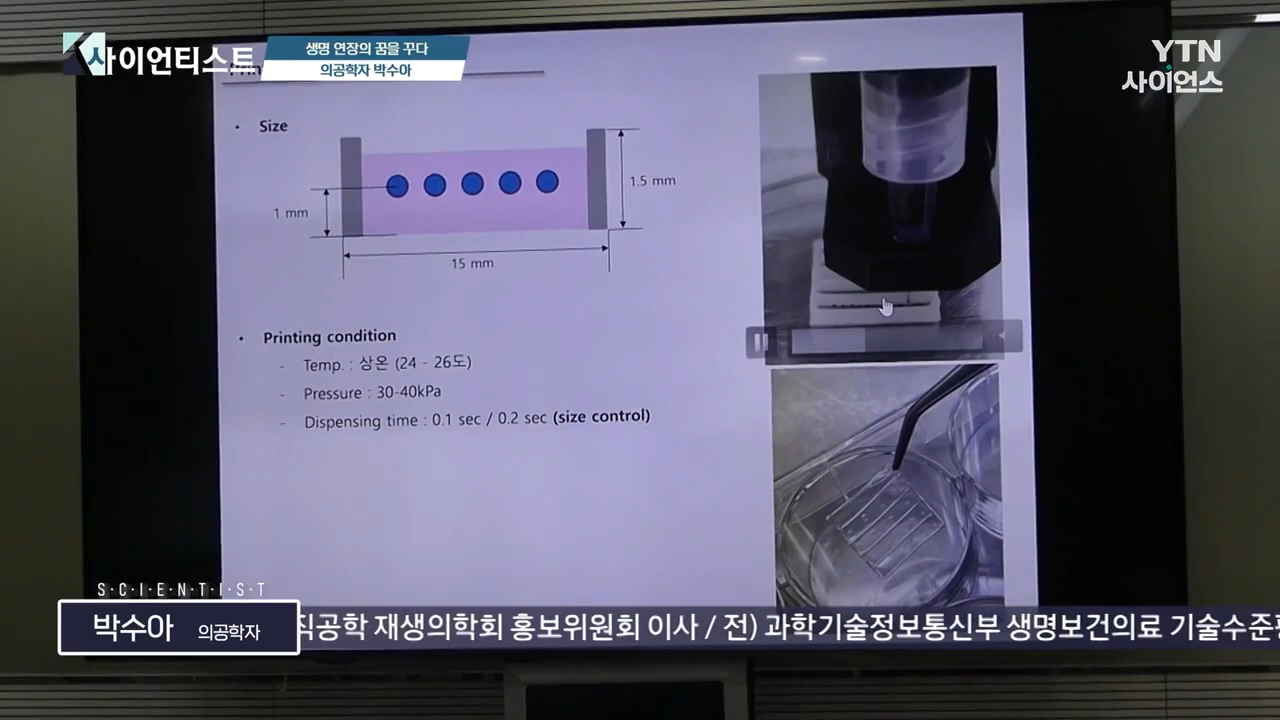 K사이언티스트
생명 연장의 꿈을 꾸다
의공학자 박수아
YTN
사이언스
• Size
1 mm
1.5 mm
15 mm
• Printing condition
- Temp. : 상온 (24 - 26도)
- Pressure : 30-40kPa
- Dispensing time : 0.1 sec / 0.2 sec (size control)
S·C·I·E·N·T·I·S·T
박수아 의공학자
직공학 재생의학회 홍보위원회 이사 / 전) 과학기술정보통신부 생명보건의료 기술수준